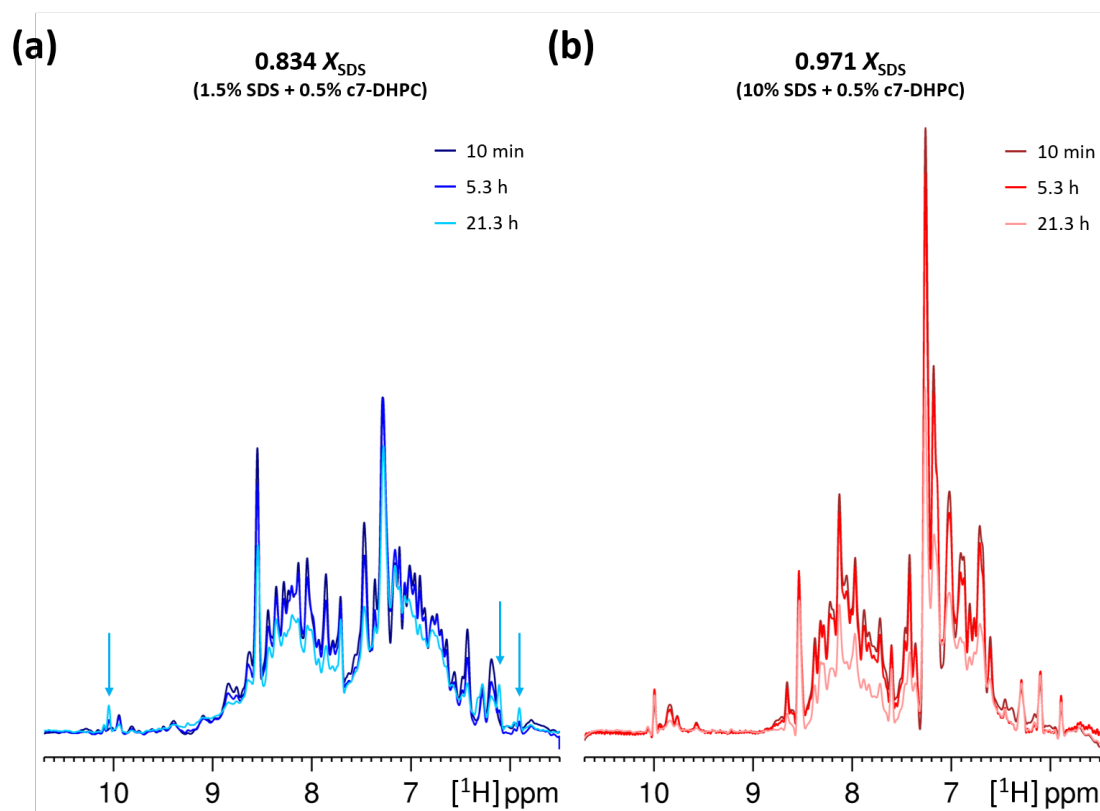 (a)
0.834 XSDS
(1.5% SDS + 0.5% c7-DHPC)
10 min
5.3 h
21.3 h
10 9 8 7 [¹H] ppm
(b)
0.971 XSDS
(10% SDS + 0.5% c7-DHPC)
10 min
5.3 h
21.3 h
10 9 8 7 [¹H] ppm